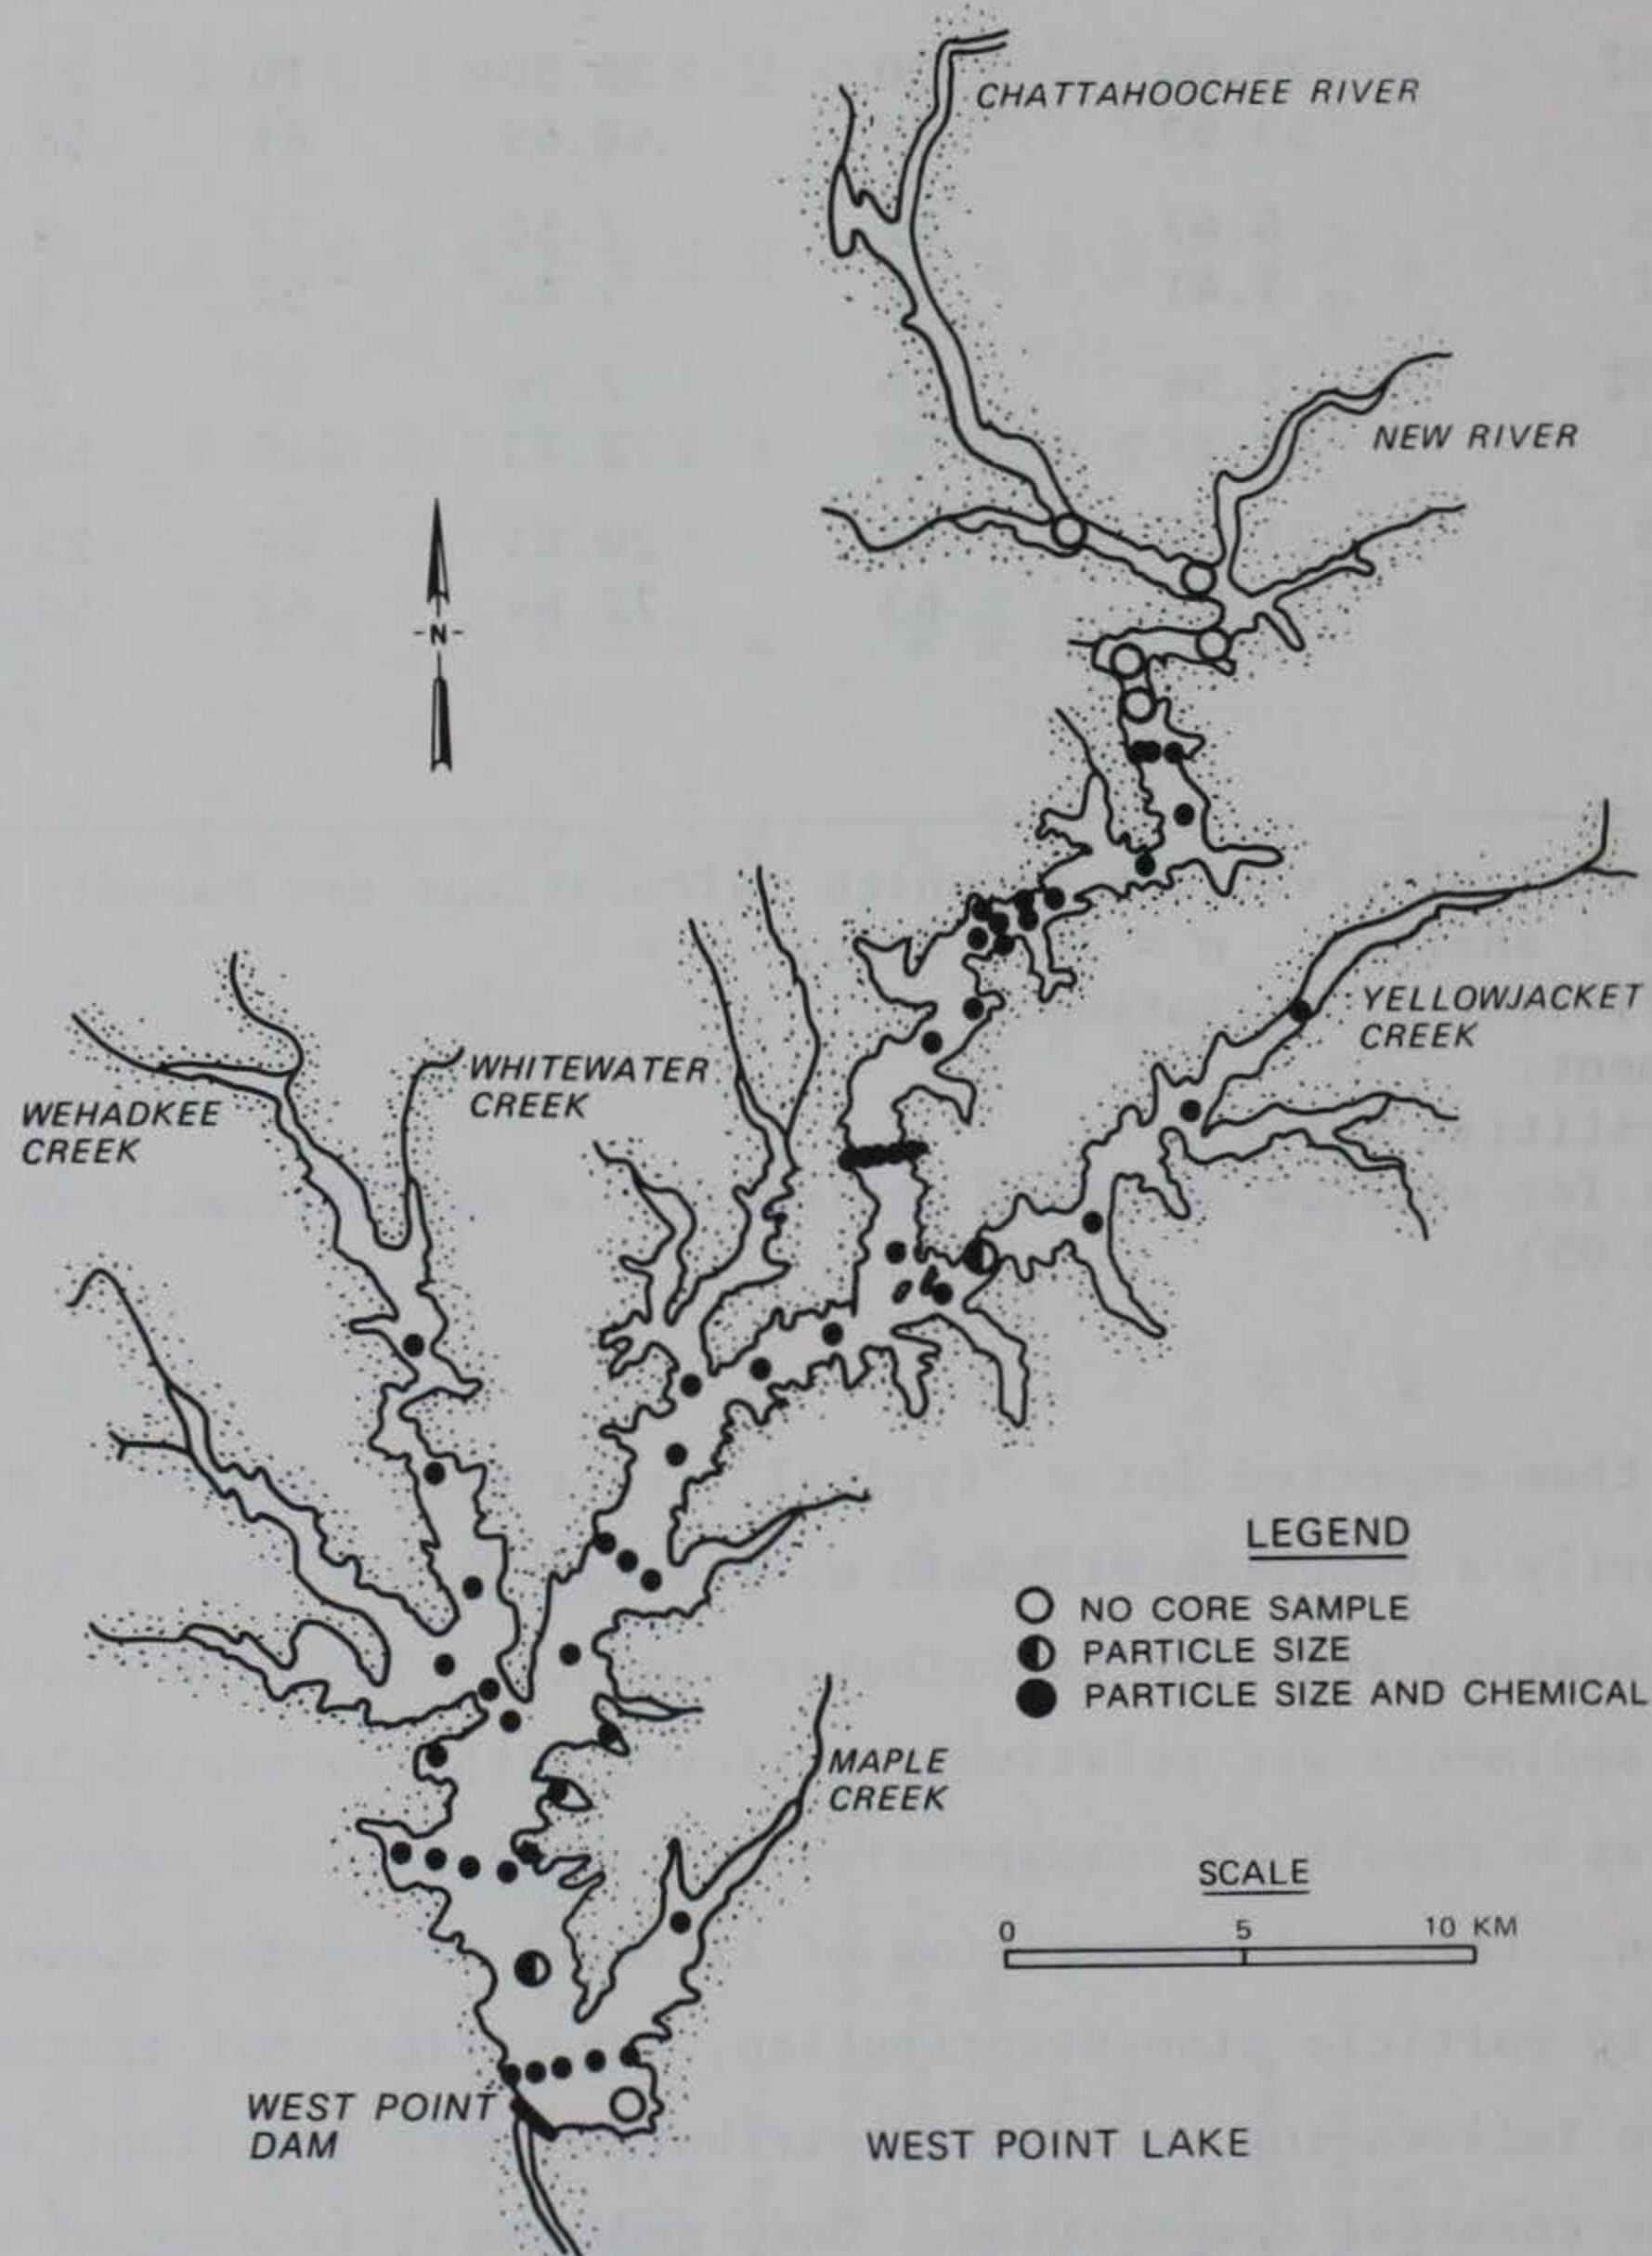 CHATTAHOOCHEE RIVER
NEW RIVER
-N-
YELLOWJACKET
CREEK
WHITEWATER
CREEK
WEHADKEE
CREEK
LEGEND
NO CORE SAMPLE
PARTICLE SIZE
PARTICLE SIZE AND CHEMICAL
MAPLE
CREEK
SCALE
0 5 10 KM
WEST POINT
DAM
WEST POINT LAKE